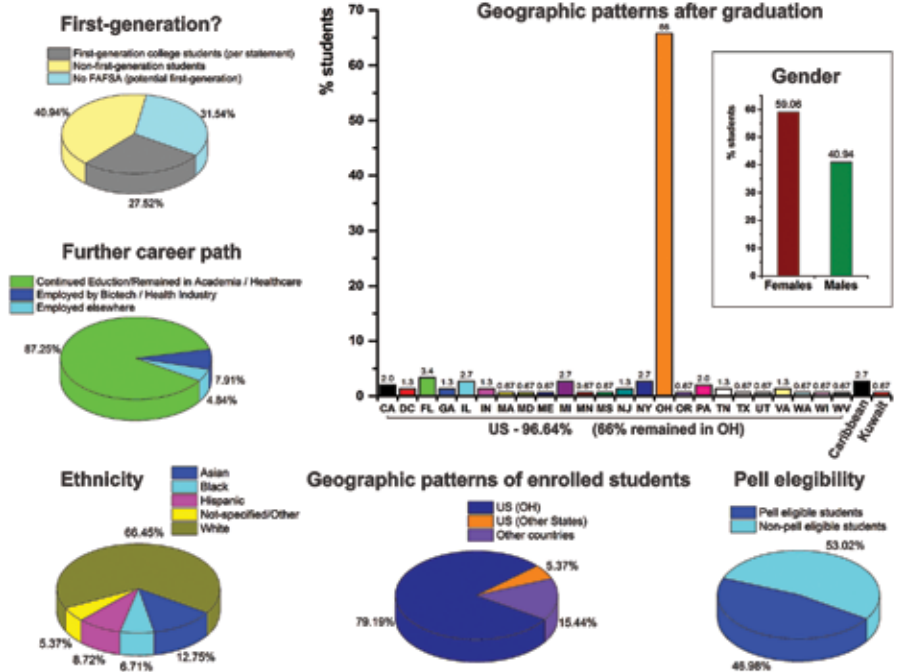 First-generation?
First-generation college students (per statement)
Non-first-generation students
No FAFSA (potential first-generation)
40.94%
31.54%
27.52%
Further career path
Continued Eduction/Remained in Academia / Healthcare
Employed by Biotech / Health Industry
Employed elsewhere
87.25%
7.91%
4.84%
Geographic patterns after graduation
% students
70
60
50
40
30
20
10
0
2.0 1.3 3.4 1.3 2.7 1.3 0.67 0.67 0.67 2.7 0.67 0.67 1.3 2.7 66 0.67 2.0 1.3 0.67 0.67 1.3 0.67 0.67 0.67 2.7 0.67
CA DC FL GA IL IN MA MD ME MI MN MS NJ NY OH OR PA TN TX UT VA WA WI WV Caribbean Kuwait
US - 96.64% (66% remained in OH)
Gender
% students
60
50
40
30
20
10
0
59.06
40.94
Females Males
Ethnicity
Asian
Black
Hispanic
Not-specified/Other
White
66.45%
5.37%
8.72%
6.71%
12.75%
Geographic patterns of enrolled students
US (OH)
US (Other States)
Other countries
5.37%
79.19%
15.44%
Pell elegibility
Pell eligible students
Non-pell eligible students
53.02%
46.98%